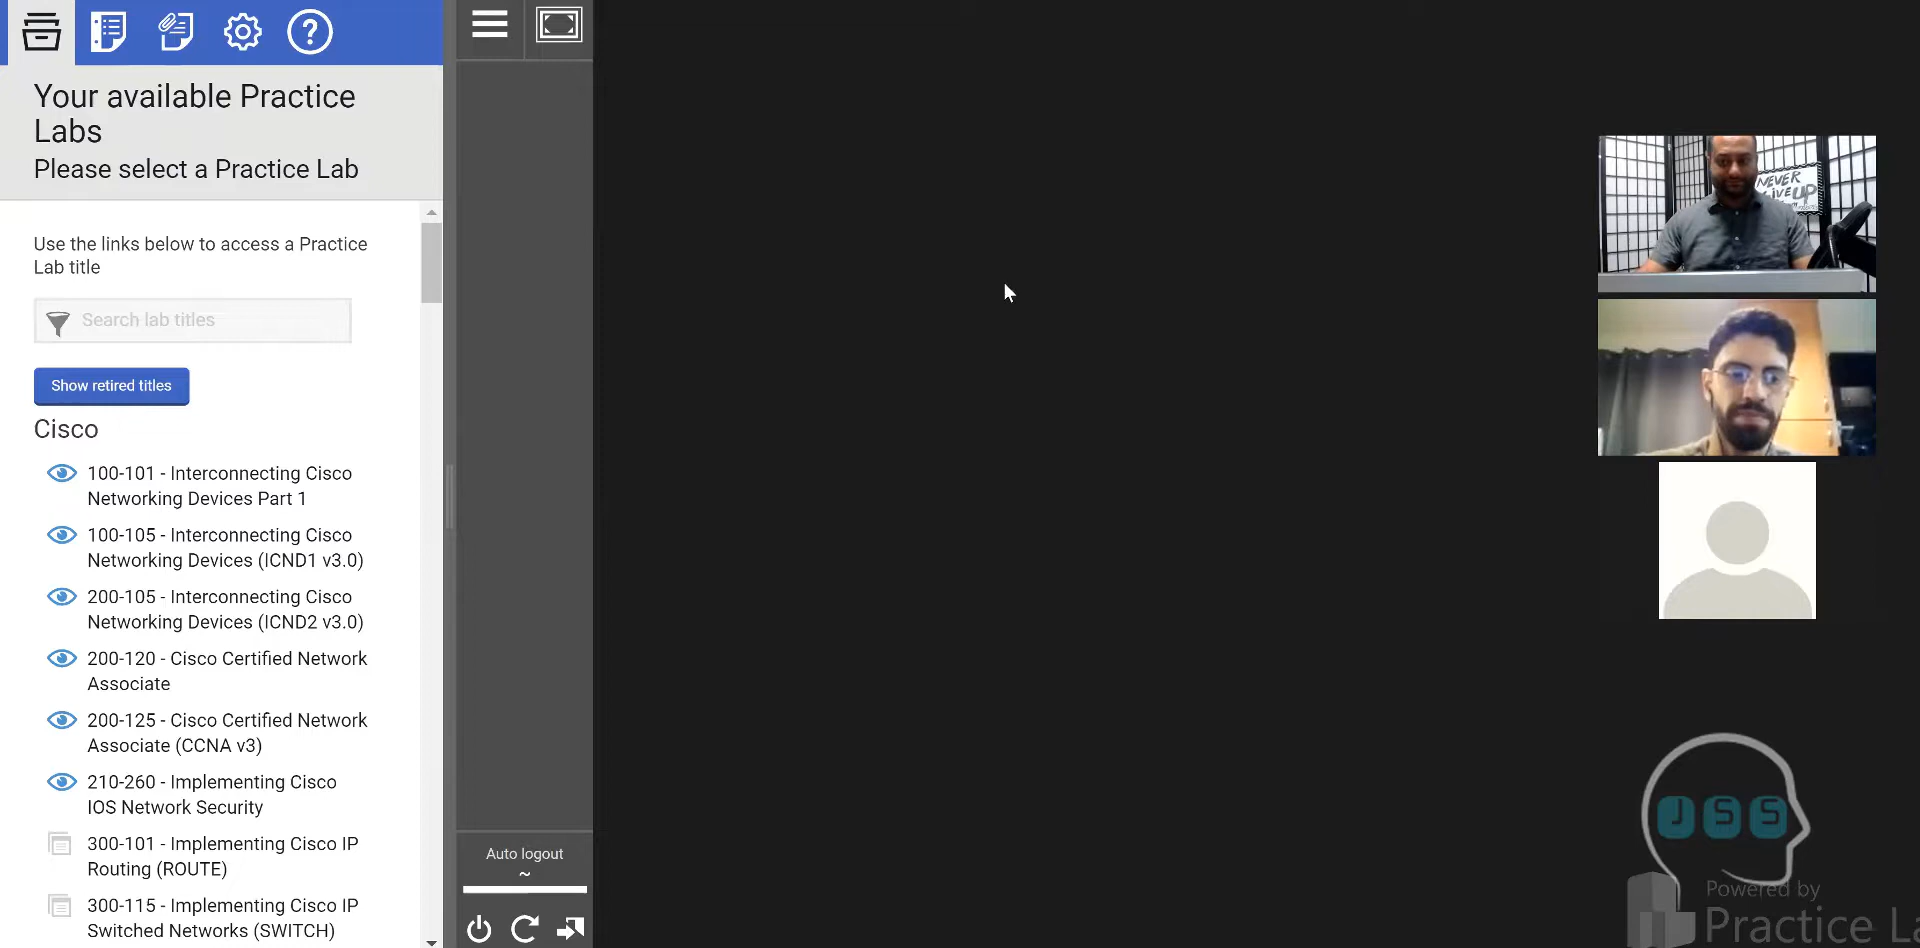 Your available Practice
Labs
Please select a Practice Lab
Use the links below to access a Practice
Lab title
Search lab titles
Show retired titles
Cisco
100-101 - Interconnecting Cisco
Networking Devices Part 1
100-105 - Interconnecting Cisco
Networking Devices (ICND1 v3.0)
200-105 - Interconnecting Cisco
Networking Devices (ICND2 v3.0)
200-120 - Cisco Certified Network
Associate
200-125 - Cisco Certified Network
Associate (CCNA v3)
210-260 - Implementing Cisco
IOS Network Security
300-101 - Implementing Cisco IP
Routing (ROUTE)
300-115 - Implementing Cisco IP
Switched Networks (SWITCH)
Auto logout
~
NEVER
GIVE UP
JSS
Powered by
Practice La